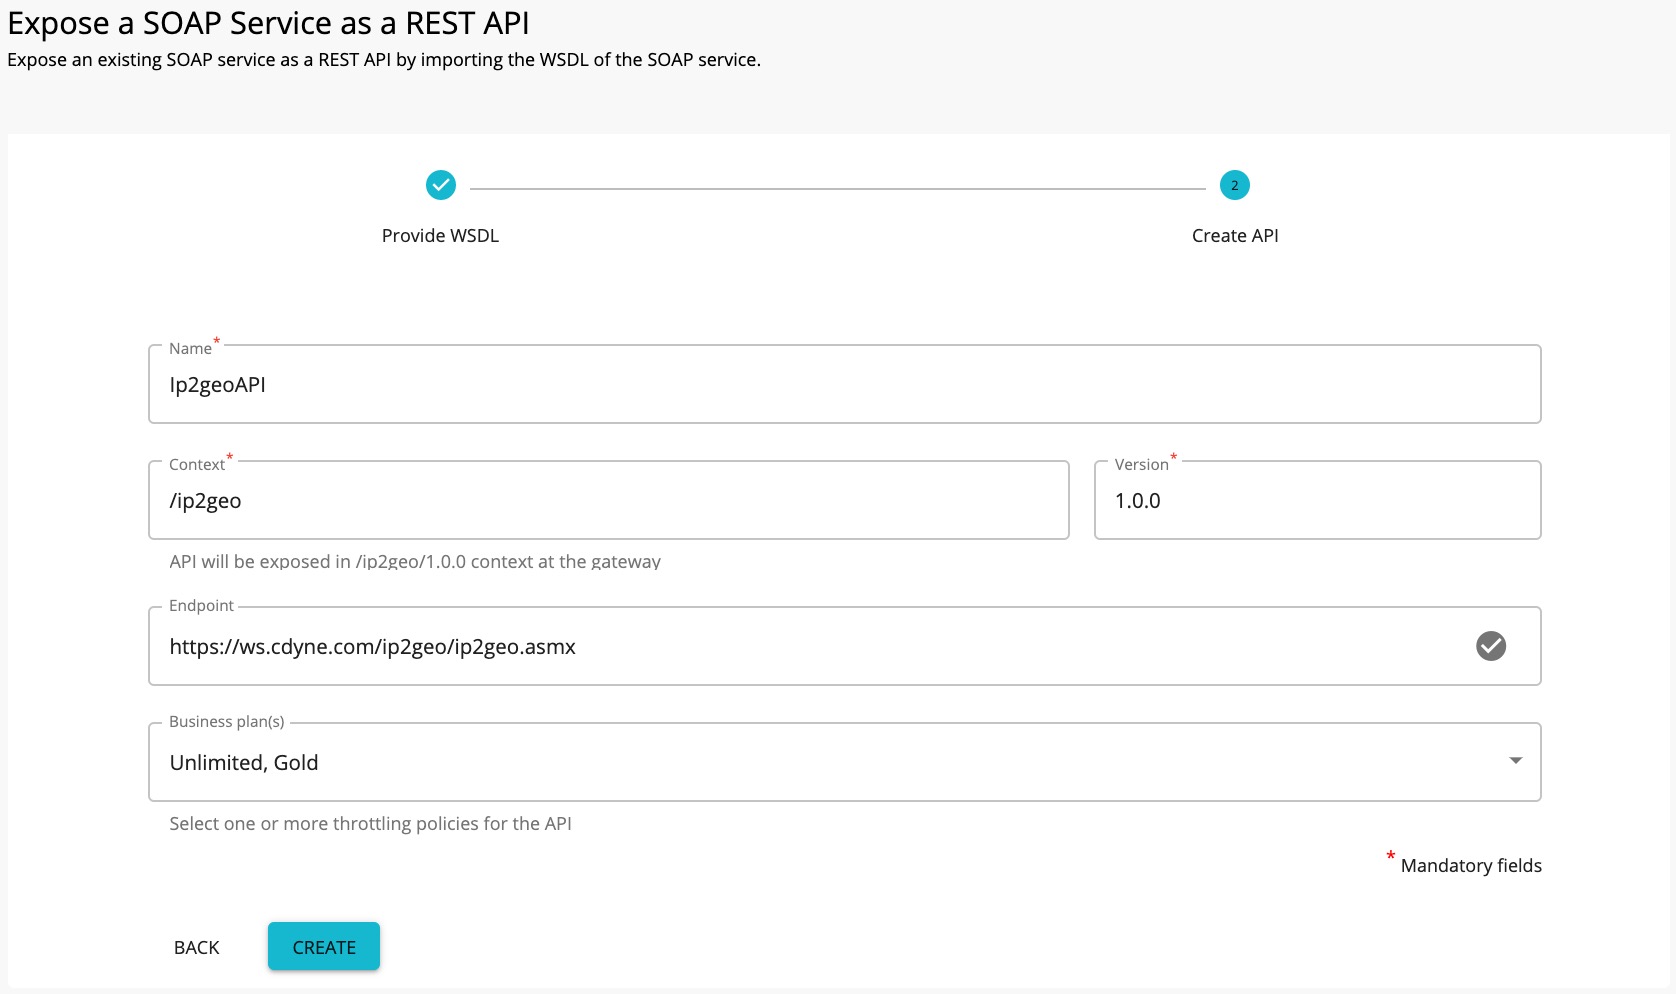 Expose a SOAP Service as a REST API
Expose an existing SOAP service as a REST API by importing the WSDL of the SOAP service.
2
Provide WSDL
Create API
Name*
Ip2geoAPI
Context*
Version*
/ip2geo
1.0.0
API will be exposed in /ip2geo/1.0.0 context at the gateway
Endpoint
https://ws.cdyne.com/ip2geo/ip2geo.asmx
Business plan(s)
Unlimited, Gold
Select one or more throttling policies for the API
* Mandatory fields
BACK
CREATE